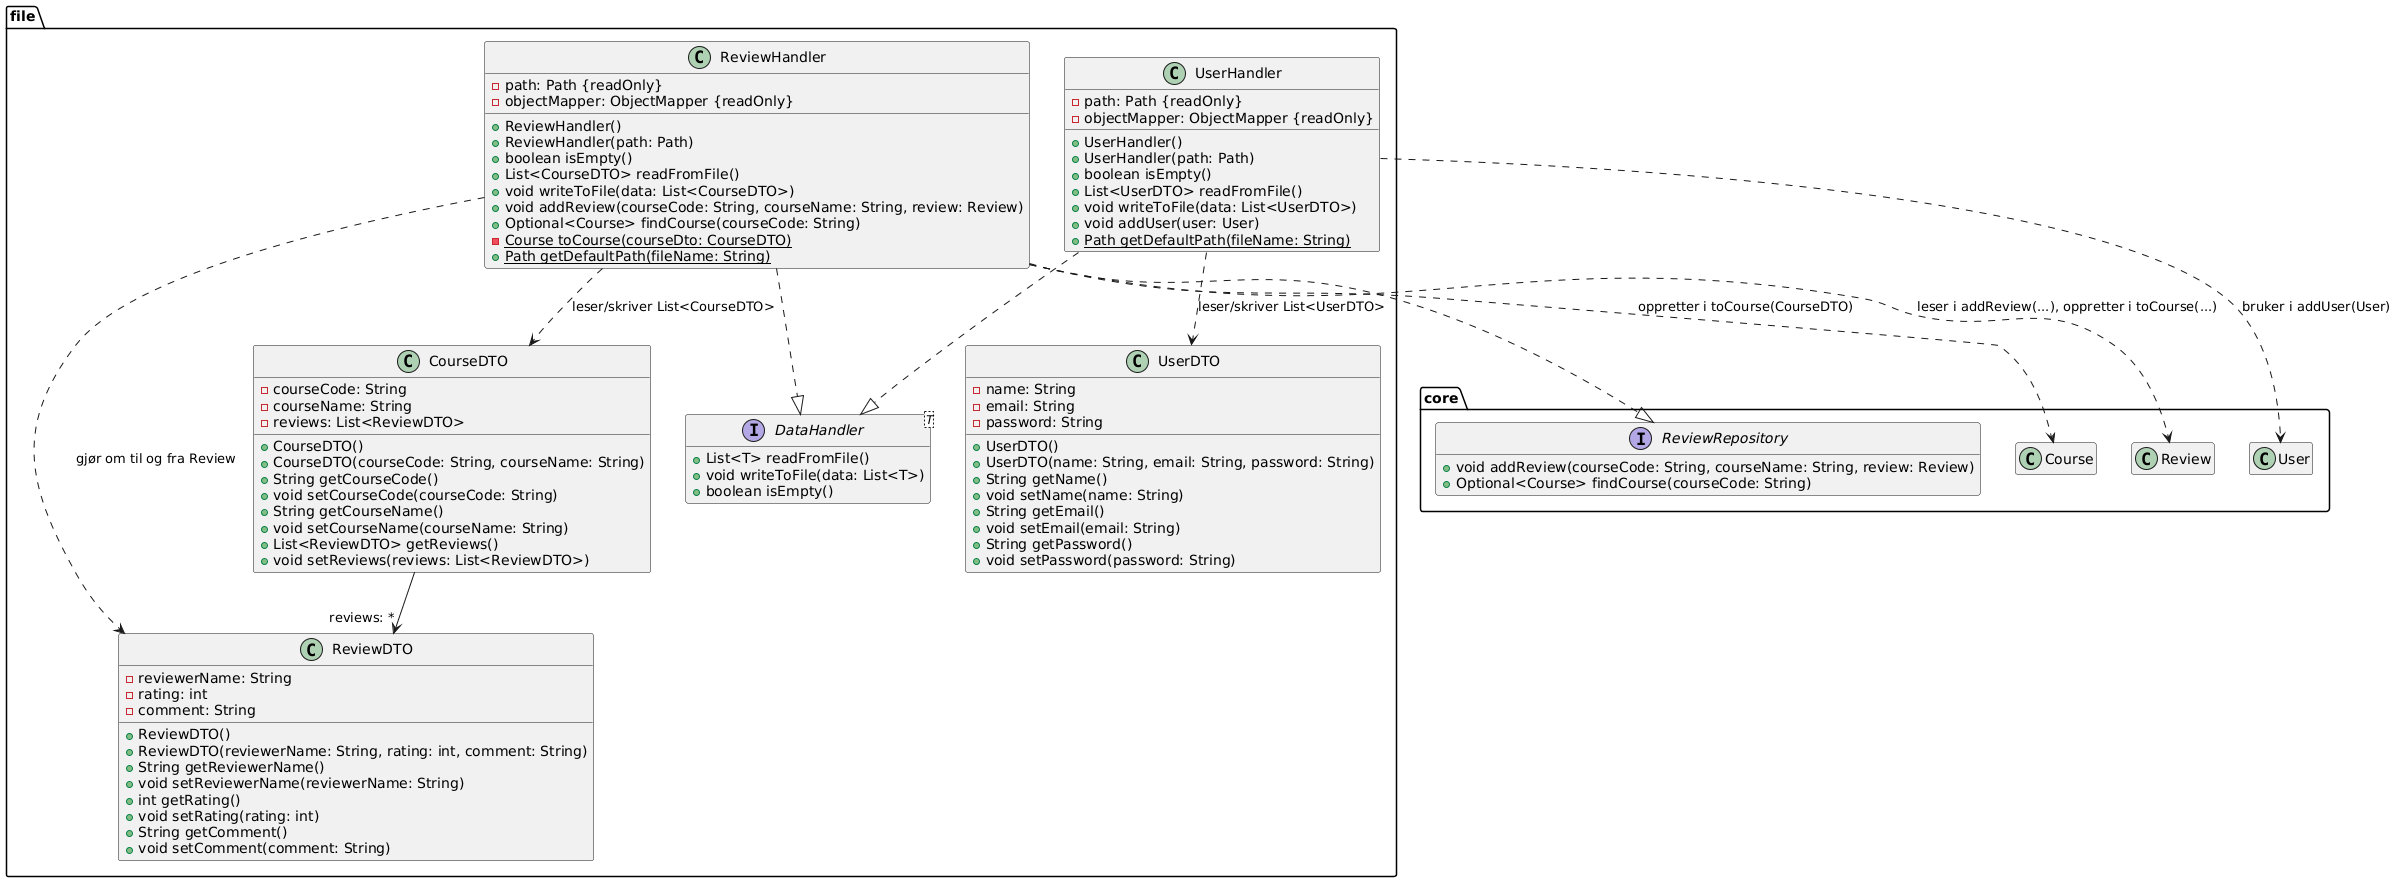 file
C ReviewHandler
path: Path {readOnly}
objectMapper: ObjectMapper {readOnly}
ReviewHandler()
ReviewHandler(path: Path)
boolean isEmpty()
List<CourseDTO> readFromFile()
void writeToFile(data: List<CourseDTO>)
void addReview(courseCode: String, courseName: String, review: Review)
Optional<Course> findCourse(courseCode: String)
Course toCourse(courseDto: CourseDTO)
Path getDefaultPath(fileName: String)
C UserHandler
path: Path {readOnly}
objectMapper: ObjectMapper {readOnly}
UserHandler()
UserHandler(path: Path)
boolean isEmpty()
List<UserDTO> readFromFile()
void writeToFile(data: List<UserDTO>)
void addUser(user: User)
Path getDefaultPath(fileName: String)
leser/skriver List<CourseDTO>
leser/skriver List<UserDTO>
oppretter i toCourse(CourseDTO)
leser i addReview(...), oppretter i toCourse(...)
bruker i addUser(User)
gjør om til og fra Review
C CourseDTO
courseCode: String
courseName: String
reviews: List<ReviewDTO>
CourseDTO()
CourseDTO(courseCode: String, courseName: String)
String getCourseCode()
void setCourseCode(courseCode: String)
String getCourseName()
void setCourseName(courseName: String)
List<ReviewDTO> getReviews()
void setReviews(reviews: List<ReviewDTO>)
I DataHandler
T
List<T> readFromFile()
void writeToFile(data: List<T>)
boolean isEmpty()
C UserDTO
name: String
email: String
password: String
UserDTO()
UserDTO(name: String, email: String, password: String)
String getName()
void setName(name: String)
String getEmail()
void setEmail(email: String)
String getPassword()
void setPassword(password: String)
core
I ReviewRepository
void addReview(courseCode: String, courseName: String, review: Review)
Optional<Course> findCourse(courseCode: String)
C Course
C Review
C User
reviews: *
C ReviewDTO
reviewerName: String
rating: int
comment: String
ReviewDTO()
ReviewDTO(reviewerName: String, rating: int, comment: String)
String getReviewerName()
void setReviewerName(reviewerName: String)
int getRating()
void setRating(rating: int)
String getComment()
void setComment(comment: String)